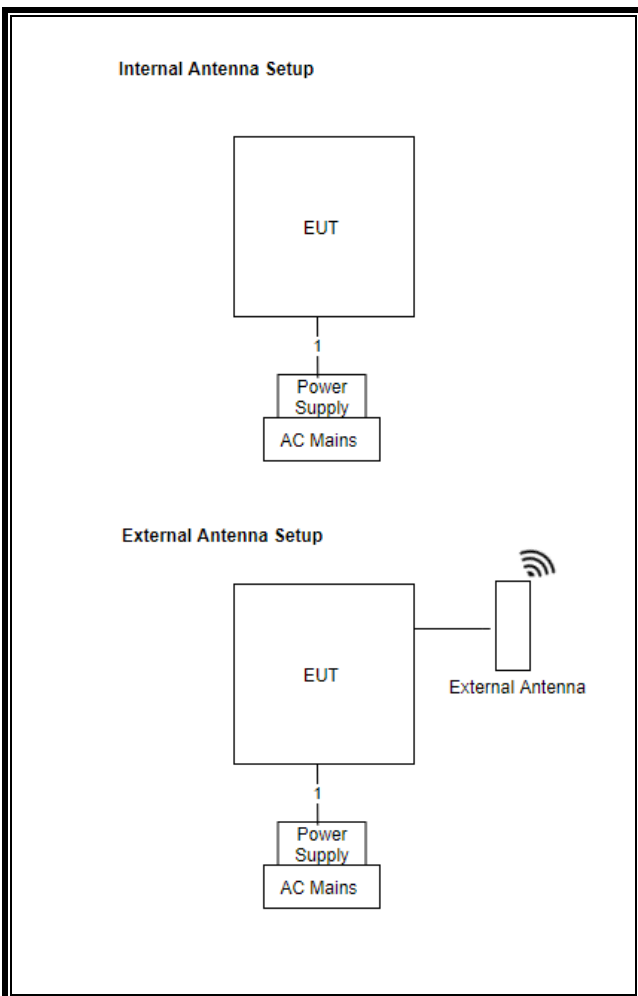 Internal Antenna Setup
EUT
1
Power
Supply
AC Mains
External Antenna Setup
EUT
External Antenna
1
Power
Supply
AC Mains